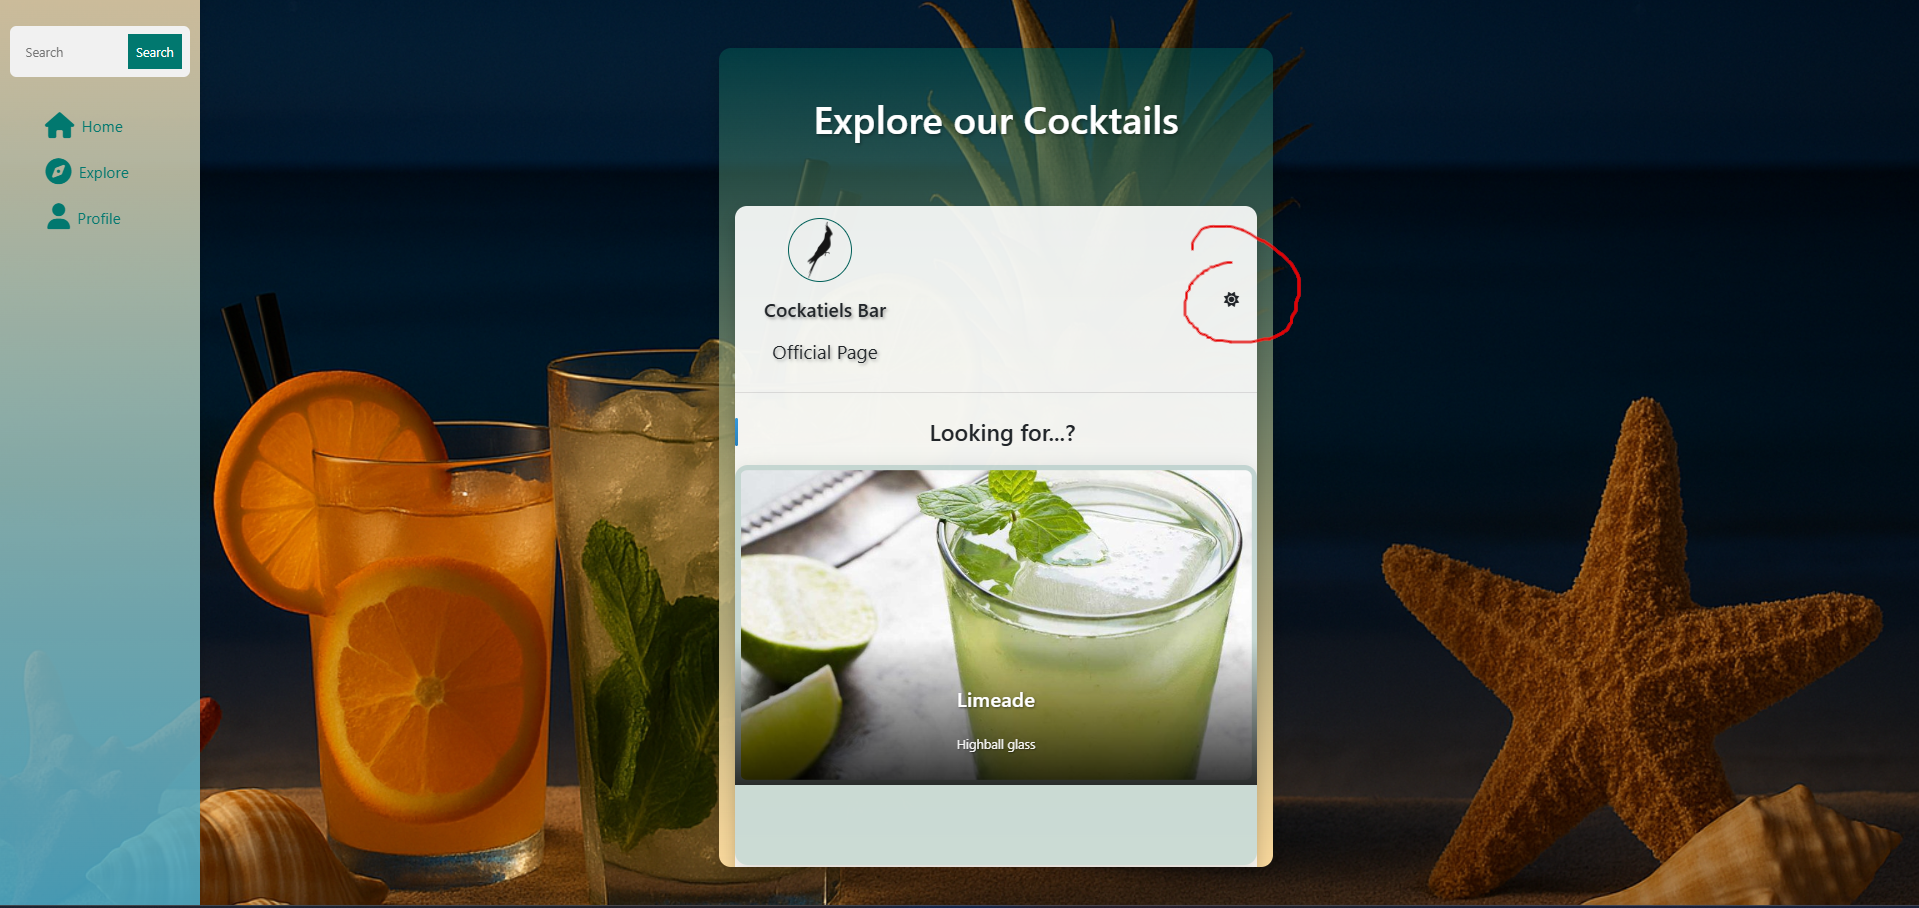 Search
Search
Home
Explore
Profile
Explore our Cocktails
Cockatiels Bar
Official Page
Looking for...?
Limeade
Highball glass